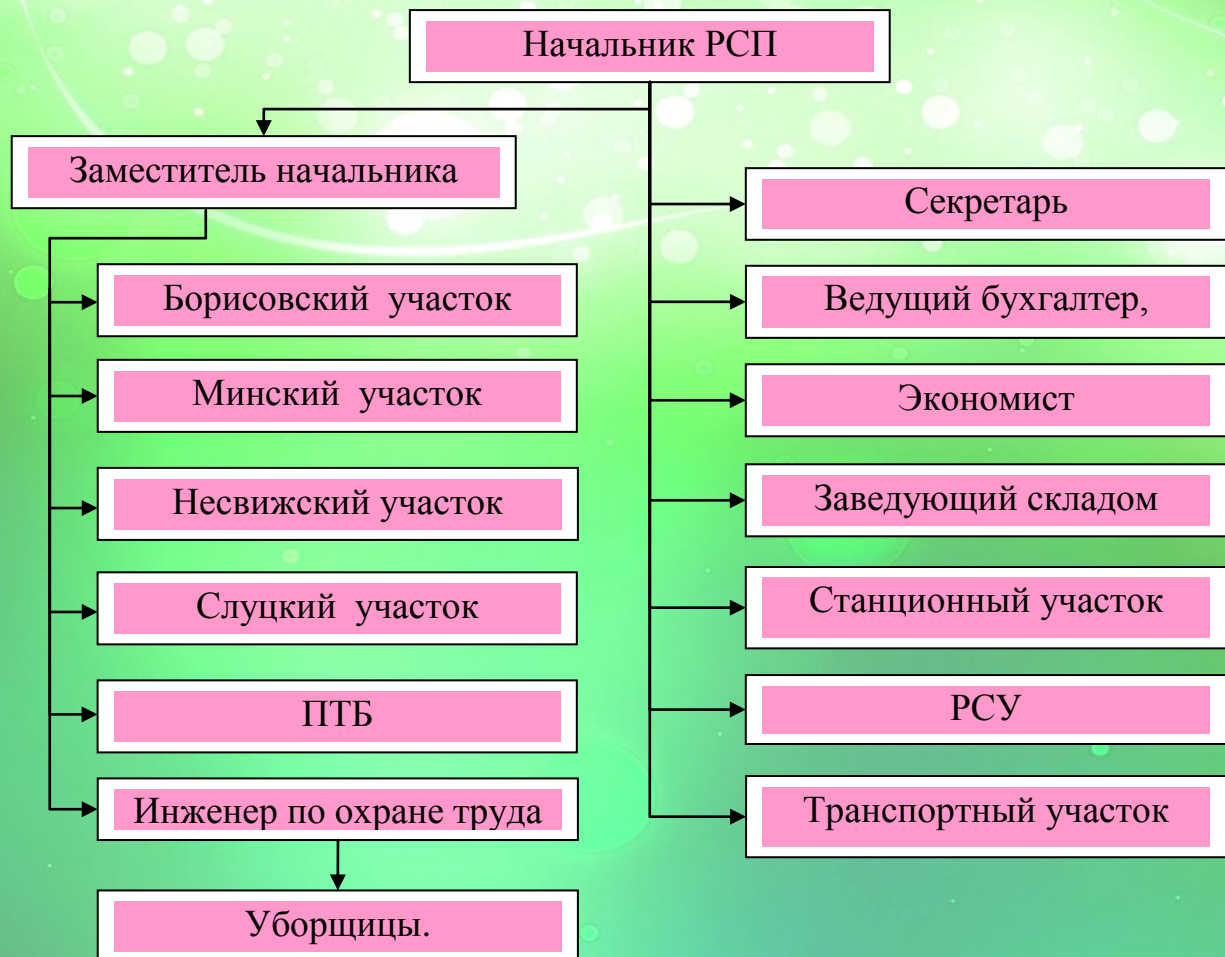 Начальник РСП
Заместитель начальника
Борисовский участок
Минский участок
Несвижский участок
Слуцкий участок
ПТБ
Инженер по охране труда
Уборщицы.
Секретарь
Ведущий бухгалтер,
Экономист
Заведующий складом
Станционный участок
РСУ
Транспортный участок